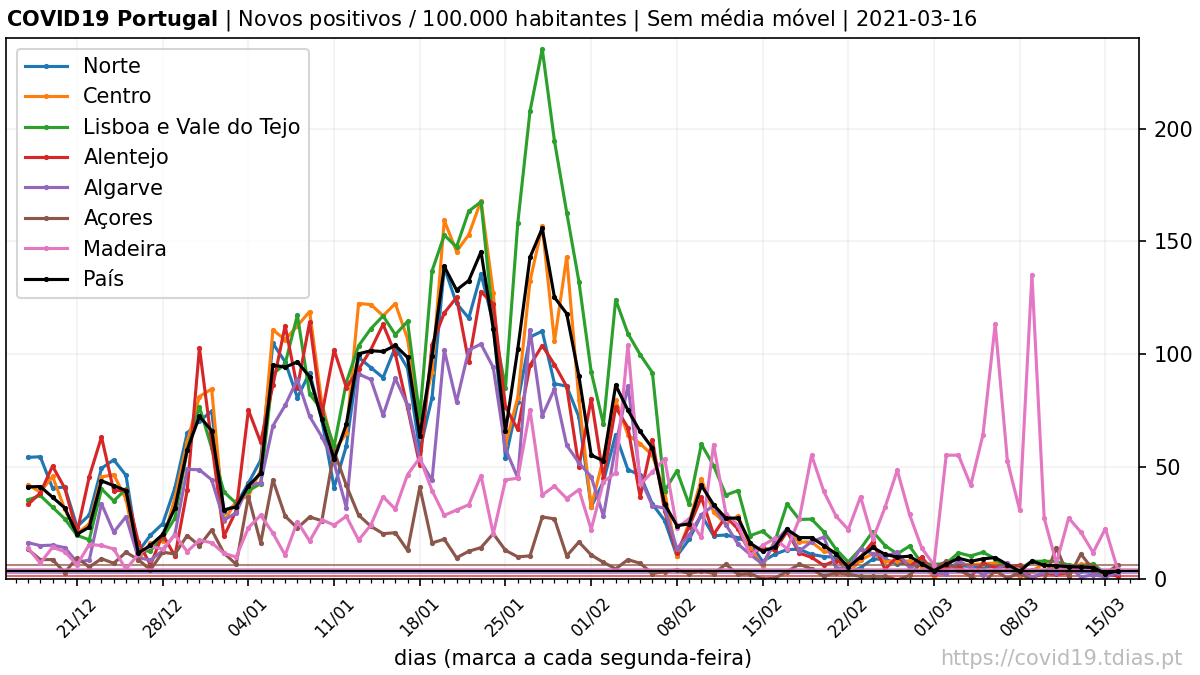 COVID19 Portugal | Novos positivos / 100.000 habitantes | Sem média móvel | 2021-03-16
Norte
Centro
Lisboa e Vale do Tejo
Alentejo
Algarve
Açores
Madeira
País
200
150
100
50
0
21/12 28/12 04/01 11/01 18/01 25/01 01/02 08/02 15/02 22/02 01/03 08/03 15/03
dias (marca a cada segunda-feira)
https://covid19.tdias.pt